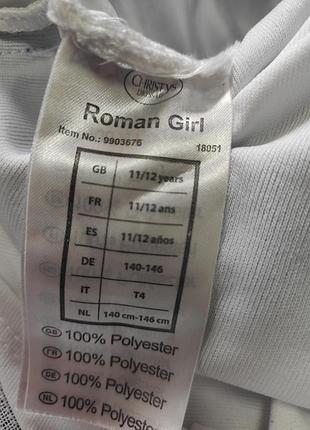 CHRISTYS
Roman Girl
Item No.: 9903676 18051
GB 11/12 years
FR 11/12 ans
ES 11/12 años
DE 140-146
IT T4
NL 140 cm-146 cm
GB 100% Polyester
FR 100% Polyester
DE 100% Polyester
NL 100% Polyester